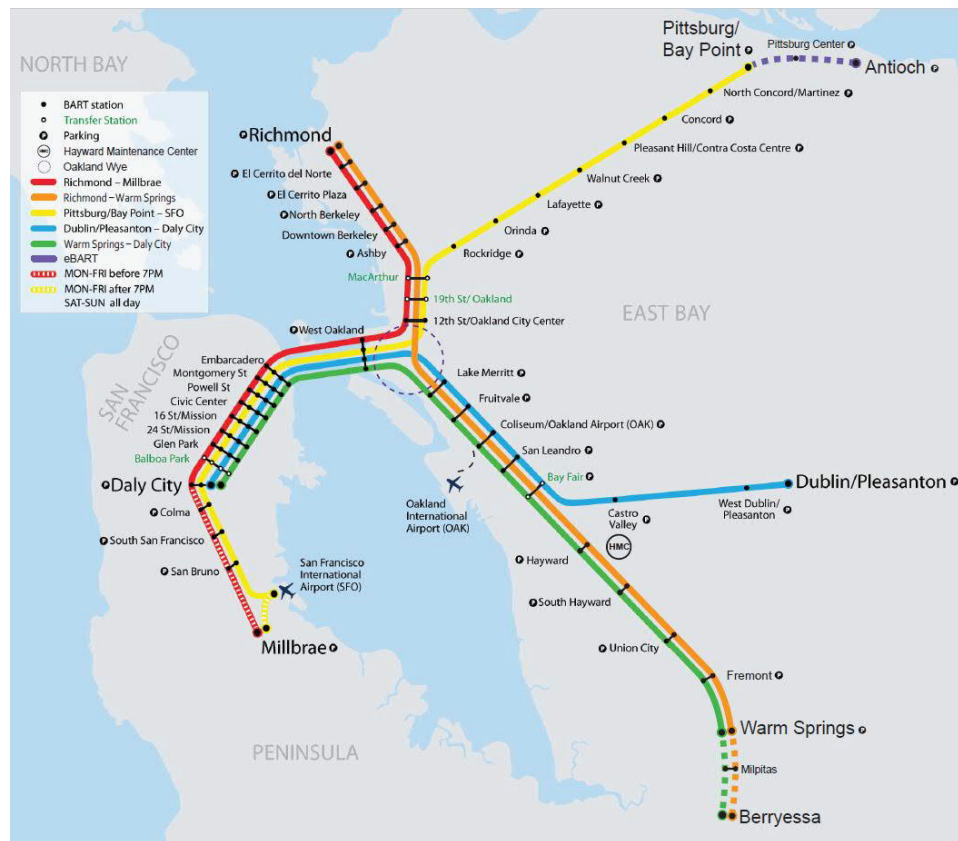 NORTH BAY
BART station
Transfer Station
Parking
HMC
Hayward Maintenance Center
Oakland Wye
Richmond – Millbrae
Richmond – Warm Springs
Pittsburg/Bay Point – SFO
Dublin/Pleasanton – Daly City
Warm Springs – Daly City
eBART
MON-FRI before 7PM
MON-FRI after 7PM
SAT-SUN all day
Pittsburg/
Bay Point P
Pittsburg Center P
Antioch P
North Concord/Martinez P
Concord P
Pleasant Hill/Contra Costa Centre P
Walnut Creek P
Lafayette P
Orinda P
Rockridge P
P Richmond
P El Cerrito del Norte
P El Cerrito Plaza
P North Berkeley
Downtown Berkeley
P Ashby
MacArthur P
19th St/ Oakland
12th St/Oakland City Center
EAST BAY
P West Oakland
SAN
FRANCISCO
Embarcadero
Montgomery St
Powell St
Civic Center
16 St/Mission
24 St/Mission
Glen Park
Balboa Park
P Daly City
P Colma
P South San Francisco
P San Bruno
San Francisco
International
Airport (SFO)
Millbrae P
PENINSULA
Lake Merritt P
Fruitvale P
Coliseum/Oakland Airport (OAK) P
San Leandro P
Bay Fair P
Oakland
International
Airport (OAK)
Castro
Valley P
West Dublin/
Pleasanton P
Dublin/Pleasanton P
HMC
P Hayward
P South Hayward
P Union City
Fremont P
Warm Springs P
Milpitas
Berryessa